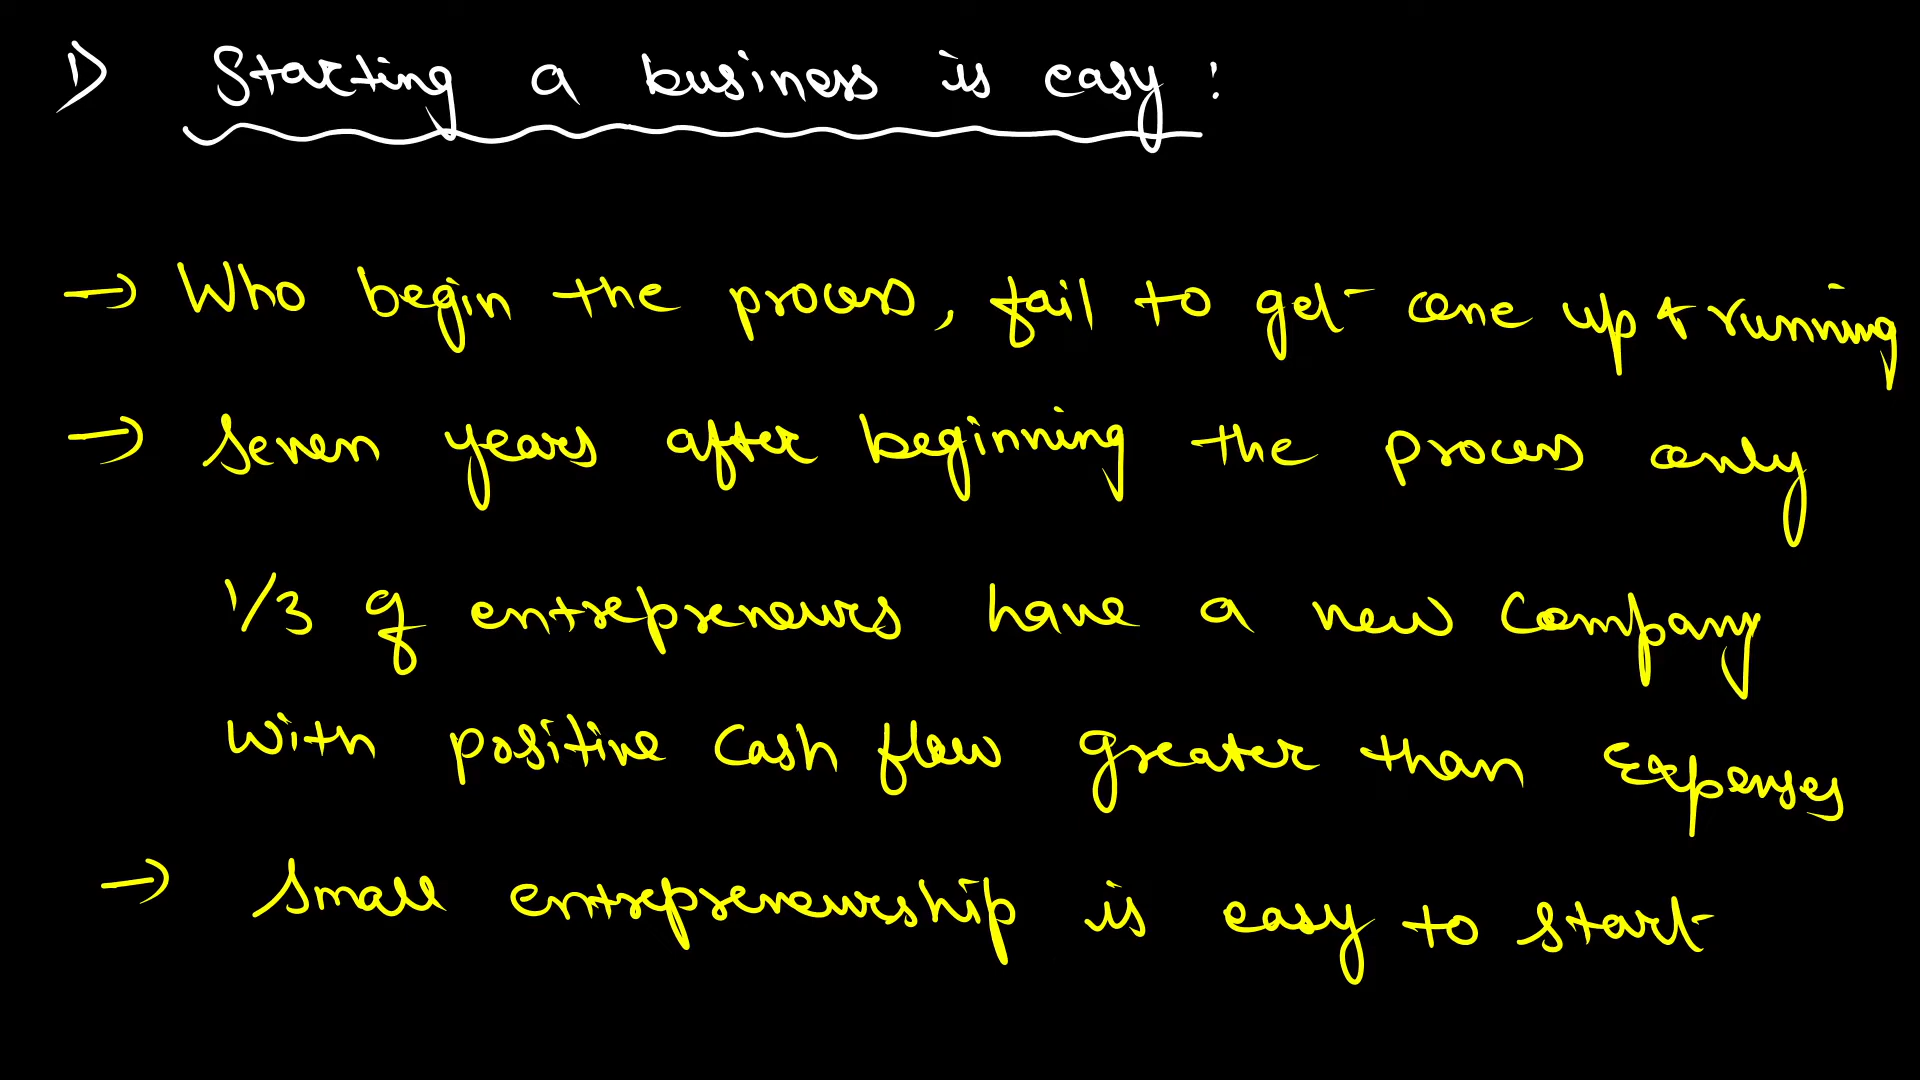 1) Starting a business is easy :
→ Who begin the process, fail to get one up & running
→ Seven years after beginning the process only
1/3 of entrepreneurs have a new Company
with positive cash flow greater than Expenses
→ Small entrepreneurship is easy to start